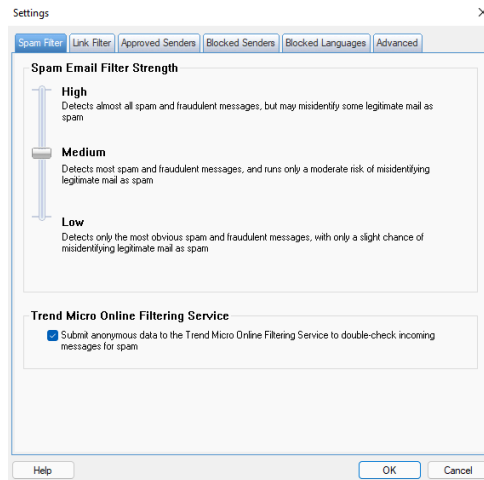 Settings
Spam Filter Link Filter Approved Senders Blocked Senders Blocked Languages Advanced
Spam Email Filter Strength
High
Detects almost all spam and fraudulent messages, but may misidentify some legitimate mail as
spam
Medium
Detects most spam and fraudulent messages, and runs only a moderate risk of misidentifying
legitimate mail as spam
Low
Detects only the most obvious spam and fraudulent messages, with only a slight chance of
misidentifying legitimate mail as spam
Trend Micro Online Filtering Service
Submit anonymous data to the Trend Micro Online Filtering Service to double-check incoming
messages for spam
Help OK Cancel